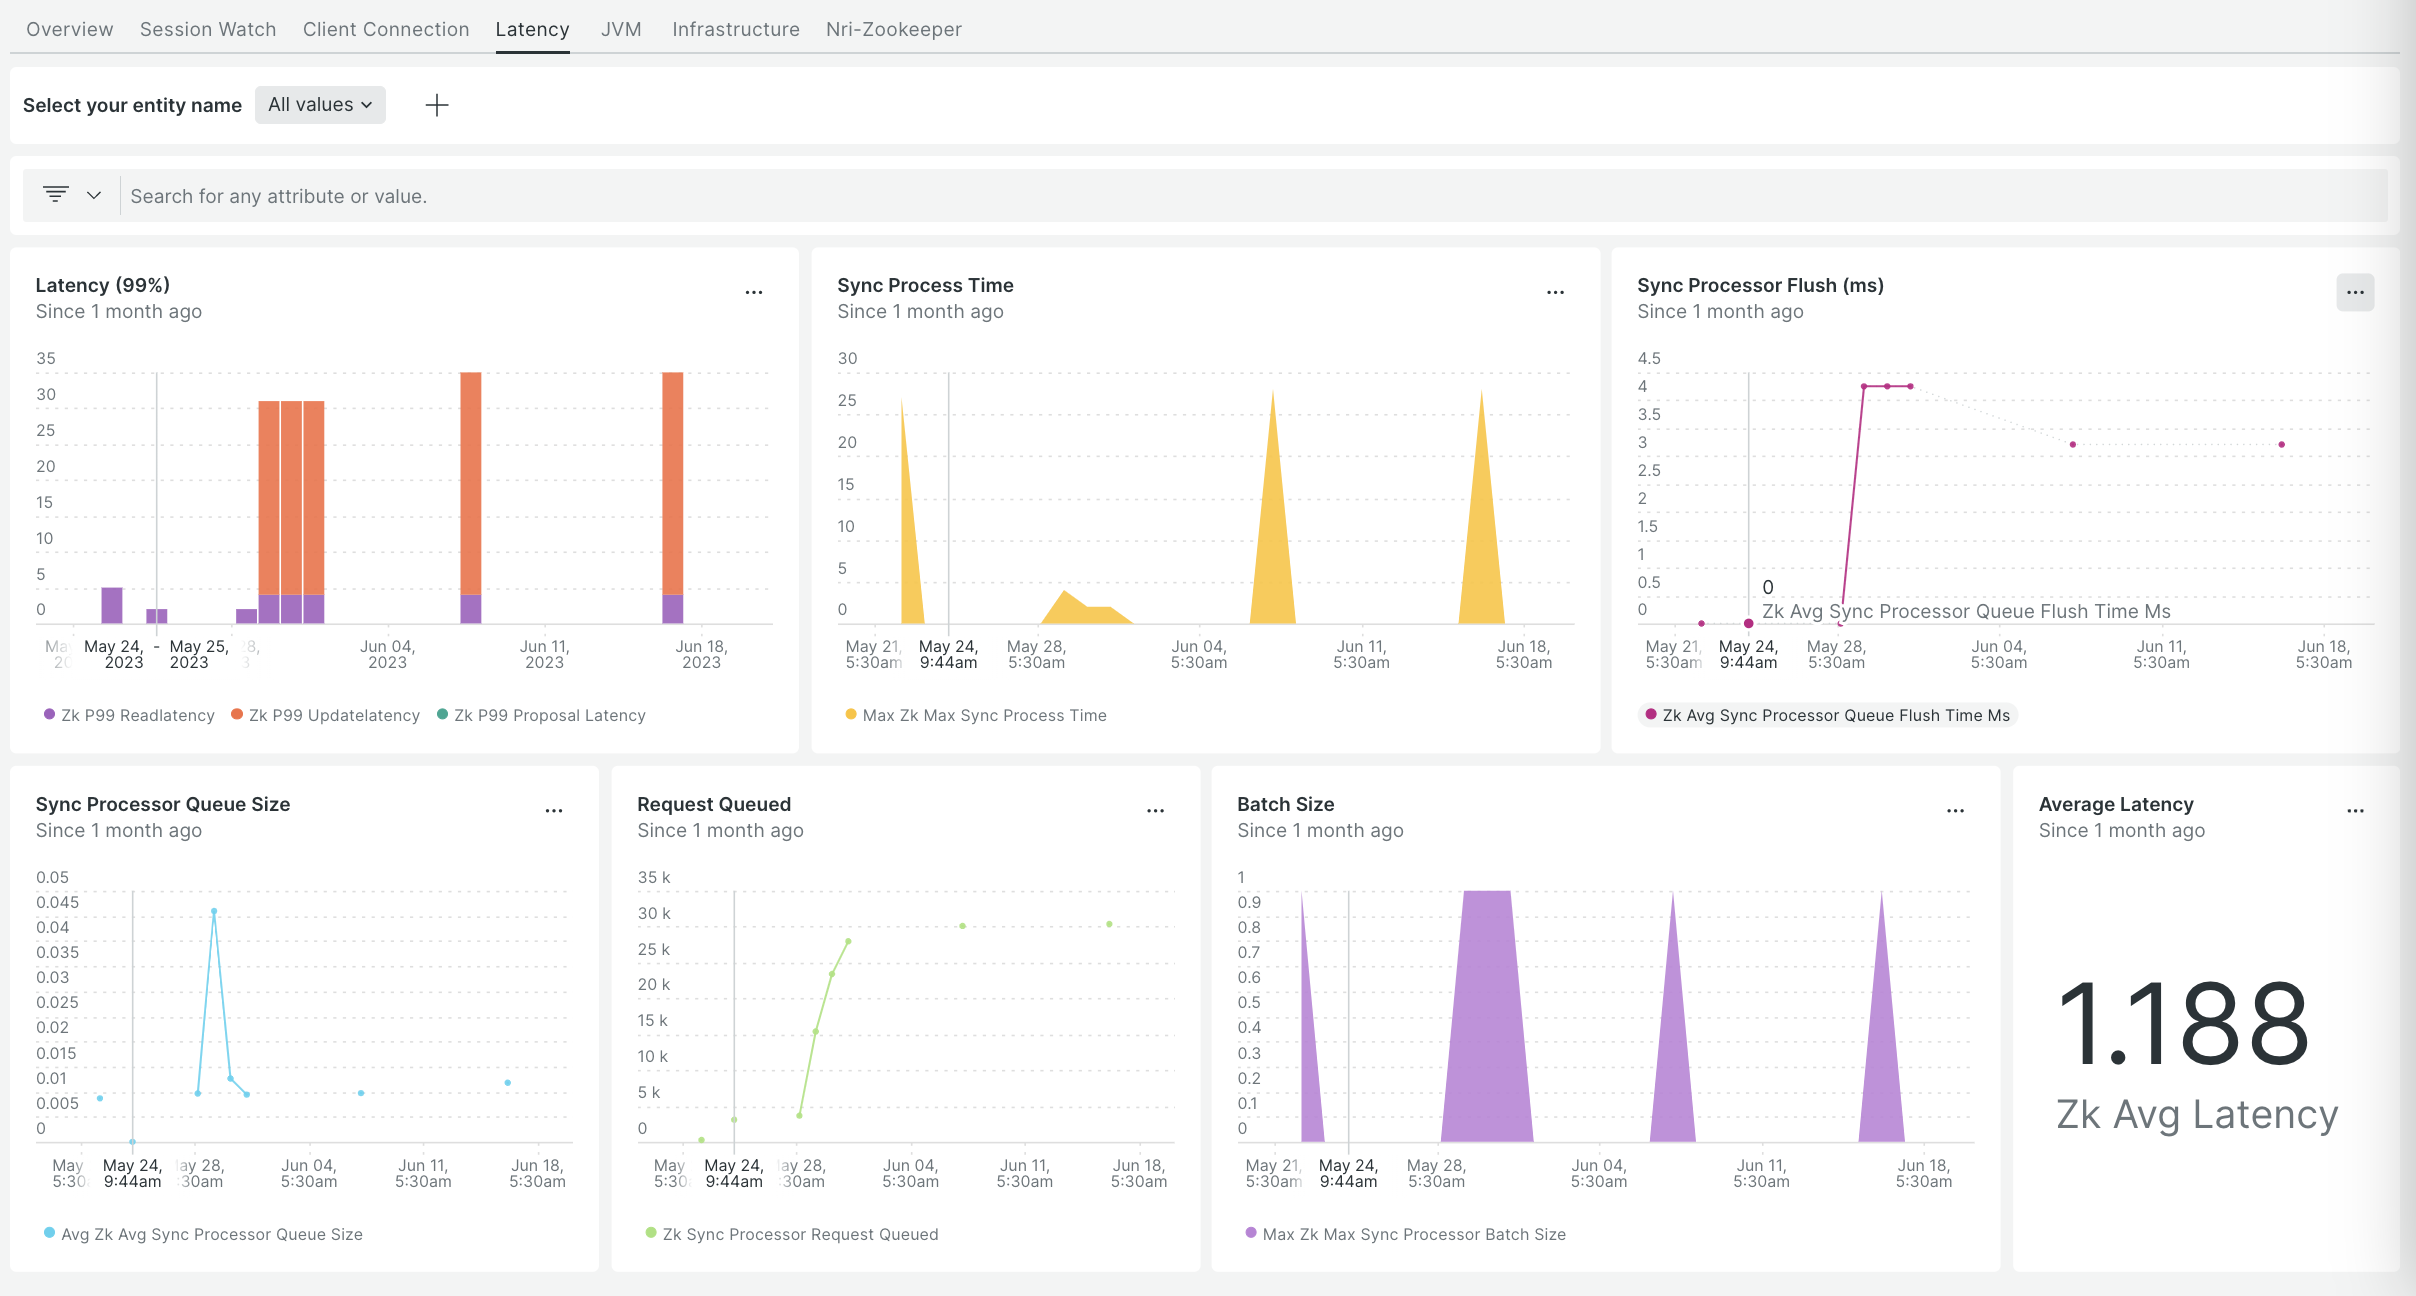 Overview Session Watch Client Connection Latency JVM Infrastructure Nri-Zookeeper
Select your entity name All values
Search for any attribute or value.
Latency (99%)
Since 1 month ago
35
30
25
20
15
10
5
0
May 24, - May 25, 28, Jun 04, Jun 11, Jun 18,
2023 2023 3 2023 2023 2023
Zk P99 Readlatency Zk P99 Updatelatency Zk P99 Proposal Latency
Sync Process Time
Since 1 month ago
30
25
20
15
10
5
0
May 21, May 24, May 28, Jun 04, Jun 11, Jun 18,
5:30am 9:44am 5:30am 5:30am 5:30am 5:30am
Max Zk Max Sync Process Time
Sync Processor Flush (ms)
Since 1 month ago
4.5
4
3.5
3
2.5
2
1.5
1
0.5
0
0
Zk Avg Sync Processor Queue Flush Time Ms
May 21, May 24, May 28, Jun 04, Jun 11, Jun 18,
5:30am 9:44am 5:30am 5:30am 5:30am 5:30am
Zk Avg Sync Processor Queue Flush Time Ms
Sync Processor Queue Size
Since 1 month ago
0.05
0.045
0.04
0.035
0.03
0.025
0.02
0.015
0.01
0.005
0
May May 24, ay 28, Jun 04, Jun 11, Jun 18,
5:30 9:44am :30am 5:30am 5:30am 5:30am
Avg Zk Avg Sync Processor Queue Size
Request Queued
Since 1 month ago
35 k
30 k
25 k
20 k
15 k
10 k
5 k
0
May May 24, ay 28, Jun 04, Jun 11, Jun 18,
5:30 9:44am :30am 5:30am 5:30am 5:30am
Zk Sync Processor Request Queued
Batch Size
Since 1 month ago
1
0.9
0.8
0.7
0.6
0.5
0.4
0.3
0.2
0.1
0
May 21, May 24, May 28, Jun 04, Jun 11, Jun 18,
5:30am 9:44am 5:30am 5:30am 5:30am 5:30am
Max Zk Max Sync Processor Batch Size
Average Latency
Since 1 month ago
1.188
Zk Avg Latency